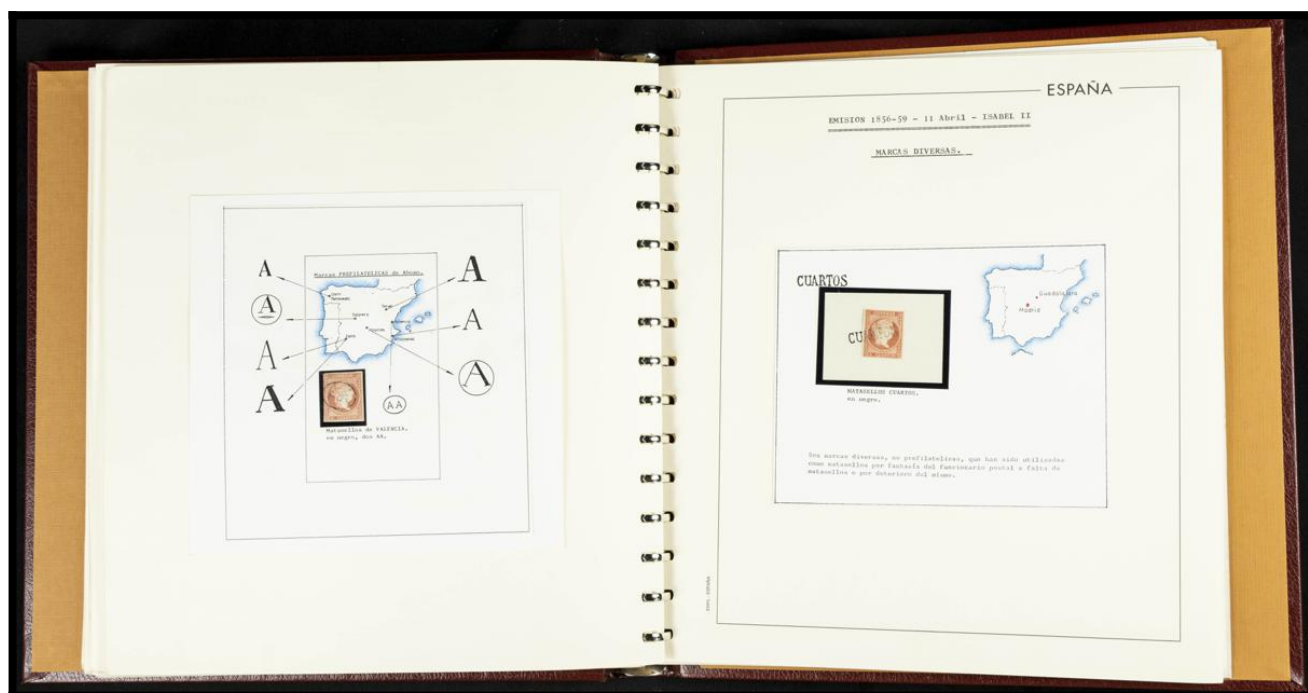 Marcas PREFILATELICAS de Abono.
A
A
A
A
A
A
A
AA
Matasellos de VALENCIA.
en negro, dos AA.
ESPAÑA
EMISION 1856-59 - 11 Abril - ISABEL II
MARCAS DIVERSAS.
CUARTOS
Guadalajara
Madrid
CU
MATASELLOS CUARTOS.
en negro.
Son marcas diversas, no prefilatelicas, que han sido utilizadas
como matasellos por fantasia del funcionario postal a falta de
matasellos o por deterioro del mismo.